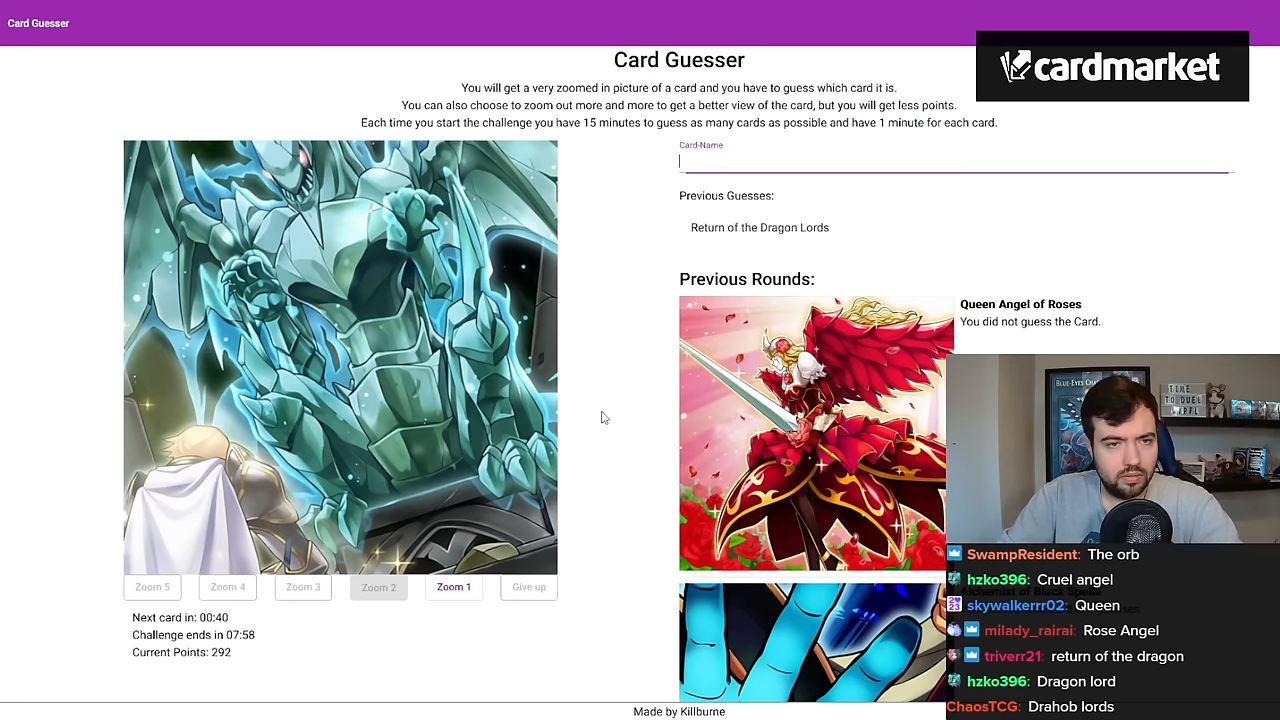 Card Guesser
cardmarket
Card Guesser
You will get a very zoomed in picture of a card and you have to guess which card it is.
You can also choose to zoom out more and more to get a better view of the card, but you will get less points.
Each time you start the challenge you have 15 minutes to guess as many cards as possible and have 1 minute for each card.
Card-Name
Previous Guesses:
Return of the Dragon Lords
Previous Rounds:
Queen Angel of Roses
You did not guess the Card.
Zoom 5
Zoom 4
Zoom 3
Zoom 2
Zoom 1
Give up
Next card in: 00:40
Challenge ends in 07:58
Current Points: 292
BLUE-EYES
TIME
TO DUEL
SwampResident: The orb
hzko396: Cruel angel
skywalkerrr02: Queen
milady_rairai: Rose Angel
triverr21: return of the dragon
hzko396: Dragon lord
ChaosTCG: Drahob lords
Made by Killburne